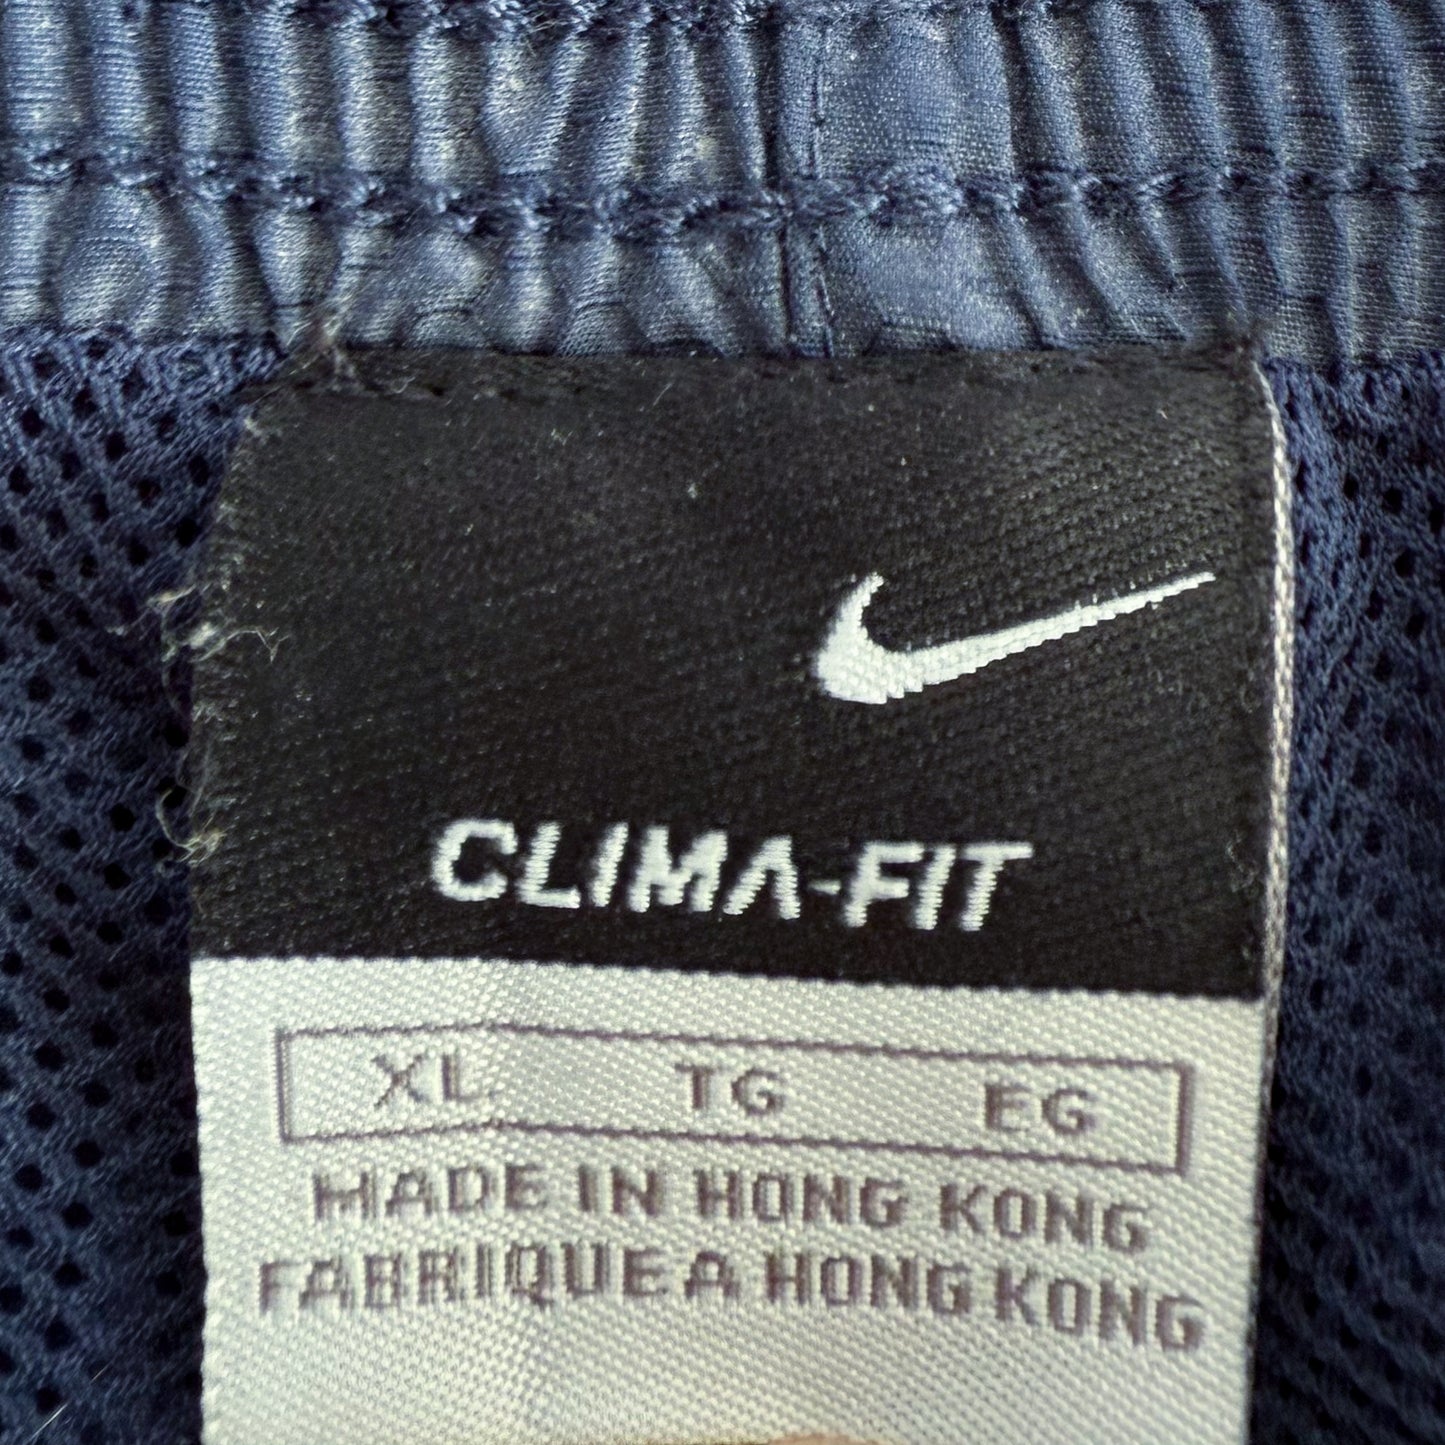 CLIMA-FIT
XL TG EG
MADE IN HONG KONG
FABRIQUE A HONG KONG